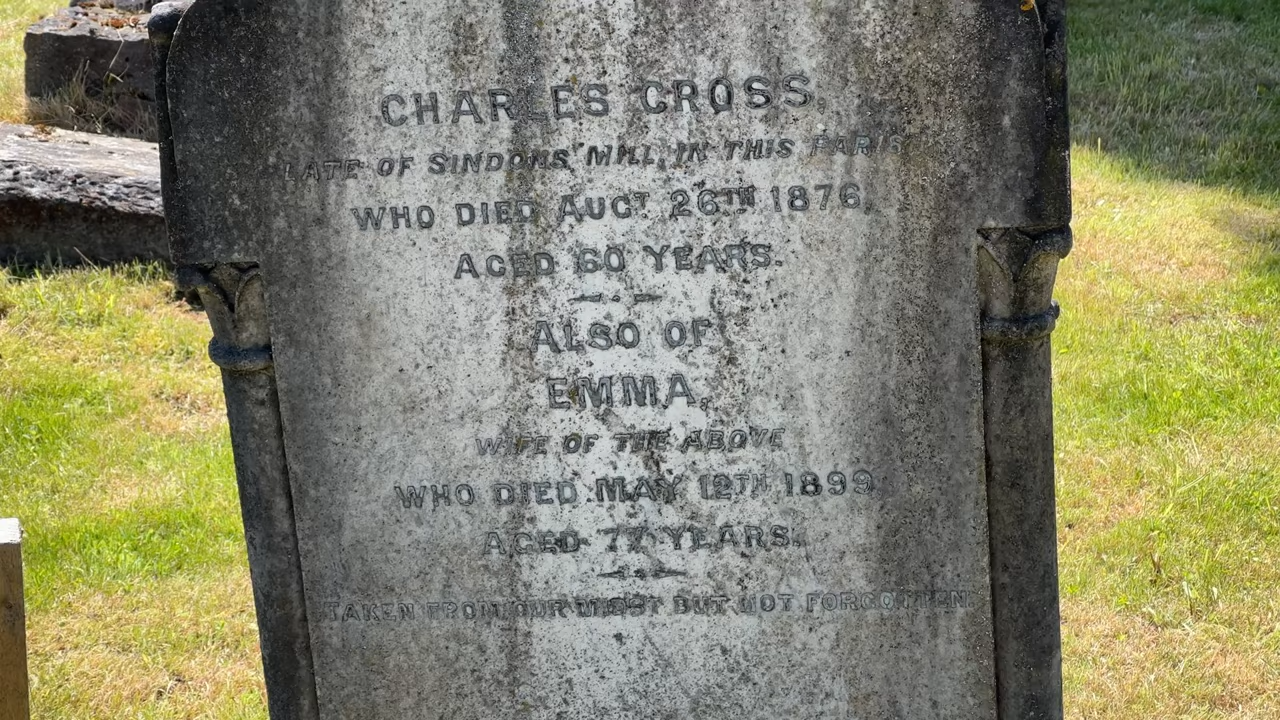 CHARLES CROSS,
LATE OF SINDONS' MILL, IN THIS PARISH
WHO DIED AUGT 26TH 1876,
AGED 60 YEARS.
ALSO OF
EMMA,
WIFE OF THE ABOVE
WHO DIED MAY 12TH 1899
AGED 77 YEARS.
TAKEN FROM OUR MIDST BUT NOT FORGOTTEN